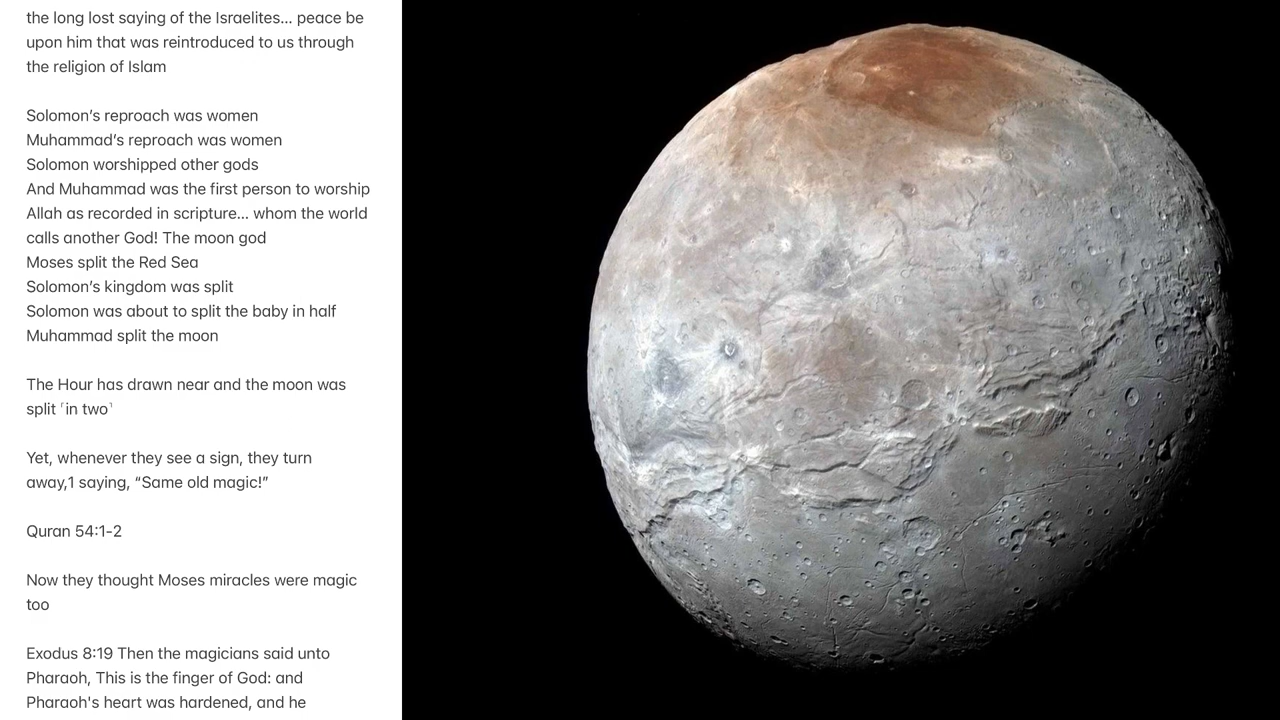 the long lost saying of the Israelites... peace be
upon him that was reintroduced to us through
the religion of Islam
Solomon’s reproach was women
Muhammad’s reproach was women
Solomon worshipped other gods
And Muhammad was the first person to worship
Allah as recorded in scripture... whom the world
calls another God! The moon god
Moses split the Red Sea
Solomon’s kingdom was split
Solomon was about to split the baby in half
Muhammad split the moon
The Hour has drawn near and the moon was
split ˹in two˺
Yet, whenever they see a sign, they turn
away,1 saying, “Same old magic!”
Quran 54:1-2
Now they thought Moses miracles were magic
too
Exodus 8:19 Then the magicians said unto
Pharaoh, This is the finger of God: and
Pharaoh's heart was hardened, and he